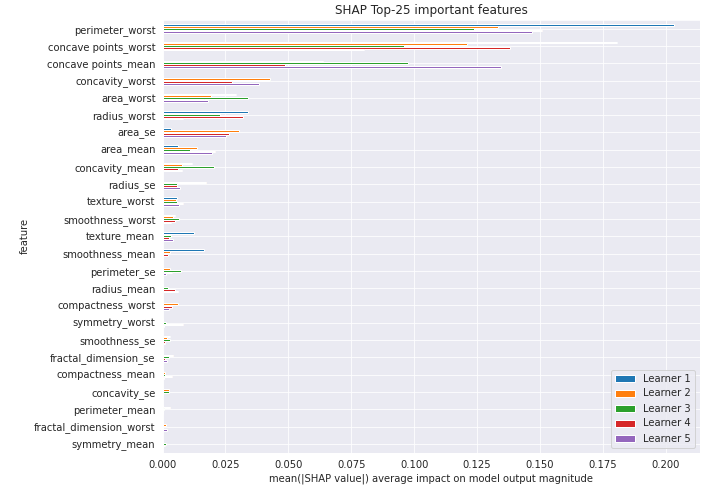 SHAP Top-25 important features
perimeter_worst
concave points_worst
concave points_mean
concavity_worst
area_worst
radius_worst
area_se
area_mean
concavity_mean
radius_se
texture_worst
smoothness_worst
texture_mean
smoothness_mean
perimeter_se
radius_mean
compactness_worst
symmetry_worst
smoothness_se
fractal_dimension_se
compactness_mean
concavity_se
perimeter_mean
fractal_dimension_worst
symmetry_mean
feature
Learner 1
Learner 2
Learner 3
Learner 4
Learner 5
0.000 0.025 0.050 0.075 0.100 0.125 0.150 0.175 0.200
mean(|SHAP value|) average impact on model output magnitude